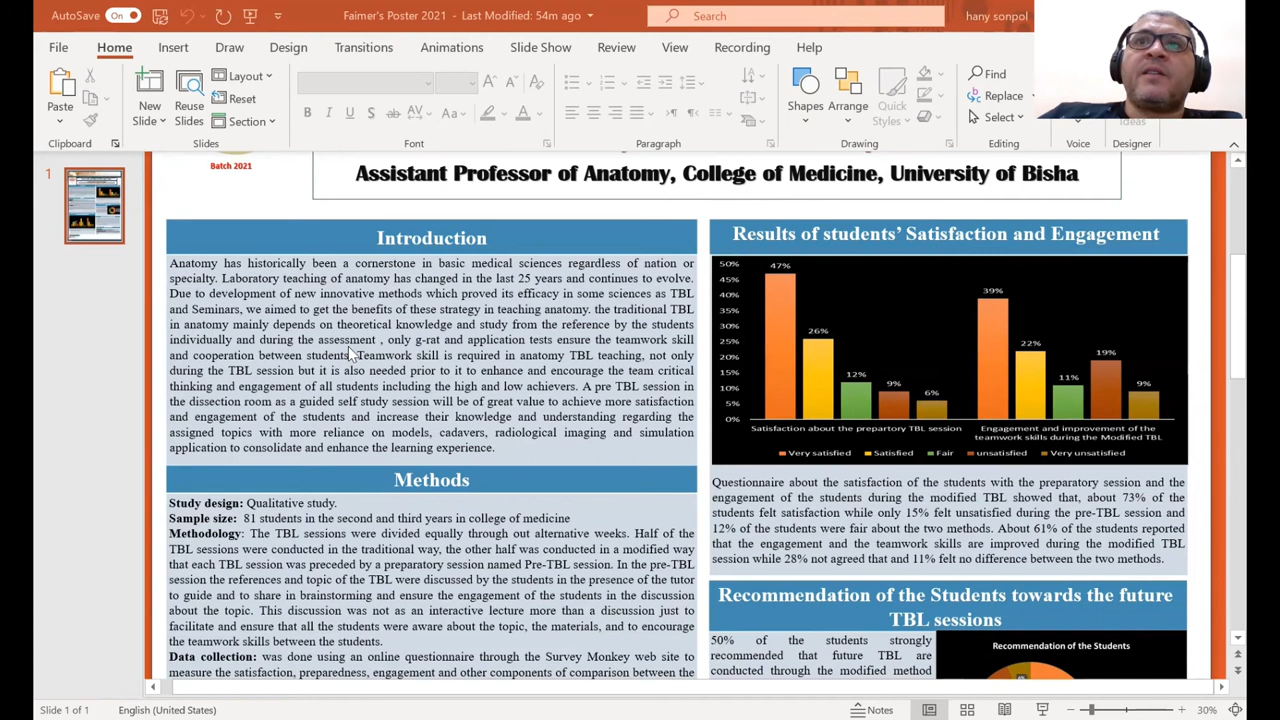 AutoSave On Faimer's Poster 2021 - Last Modified: 54m ago Search hany sonpol
File Home Insert Draw Design Transitions Animations Slide Show Review View Recording Help
Paste
New Slide
Reuse Slides
Layout
Reset
Section
Shapes
Arrange
Quick Styles
Find
Replace
Select
Ideas
Clipboard Slides Font Paragraph Drawing Editing Voice Designer
1
Batch 2021
Assistant Professor of Anatomy, College of Medicine, University of Bisha
Introduction
Anatomy has historically been a cornerstone in basic medical sciences regardless of nation or
specialty. Laboratory teaching of anatomy has changed in the last 25 years and continues to evolve.
Due to development of new innovative methods which proved its efficacy in some sciences as TBL
and Seminars, we aimed to get the benefits of these strategy in teaching anatomy. the traditional TBL
in anatomy mainly depends on theoretical knowledge and study from the reference by the students
individually and during the assessment , only g-rat and application tests ensure the teamwork skill
and cooperation between students. Teamwork skill is required in anatomy TBL teaching, not only
during the TBL session but it is also needed prior to it to enhance and encourage the team critical
thinking and engagement of all students including the high and low achievers. A pre TBL session in
the dissection room as a guided self study session will be of great value to achieve more satisfaction
and engagement of the students and increase their knowledge and understanding regarding the
assigned topics with more reliance on models, cadavers, radiological imaging and simulation
application to consolidate and enhance the learning experience.
Methods
Study design: Qualitative study.
Sample size: 81 students in the second and third years in college of medicine
Methodology: The TBL sessions were divided equally through out alternative weeks. Half of the
TBL sessions were conducted in the traditional way, the other half was conducted in a modified way
that each TBL session was preceded by a preparatory session named Pre-TBL session. In the pre-TBL
session the references and topic of the TBL were discussed by the students in the presence of the tutor
to guide and to share in brainstorming and ensure the engagement of the students in the discussion
about the topic. This discussion was not as an interactive lecture more than a discussion just to
facilitate and ensure that all the students were aware about the topic, the materials, and to encourage
the teamwork skills between the students.
Data collection: was done using an online questionnaire through the Survey Monkey web site to
measure the satisfaction, preparedness, engagement and other components of comparison between the
Results of students' Satisfaction and Engagement
50%
45%
40%
35%
30%
25%
20%
15%
10%
5%
0%
47% 26% 12% 9% 6% 39% 22% 11% 19% 9%
Satisfaction about the prepartory TBL session
Engagement and improvement of the
teamwork skills during the Modified TBL
Very satisfied Satisfied Fair unsatisfied Very unsatisfied
Questionnaire about the satisfaction of the students with the preparatory session and the
engagement of the students during the modified TBL showed that, about 73% of the
students felt satisfaction while only 15% felt unsatisfied during the pre-TBL session and
12% of the students were fair about the two methods. About 61% of the students reported
that the engagement and the teamwork skills are improved during the modified TBL
session while 28% not agreed that and 11% felt no difference between the two methods.
Recommendation of the Students towards the future
TBL sessions
50% of the students strongly
recommended that future TBL are
conducted through the modified method
Recommendation of the Students
Slide 1 of 1 English (United States) Notes 30%